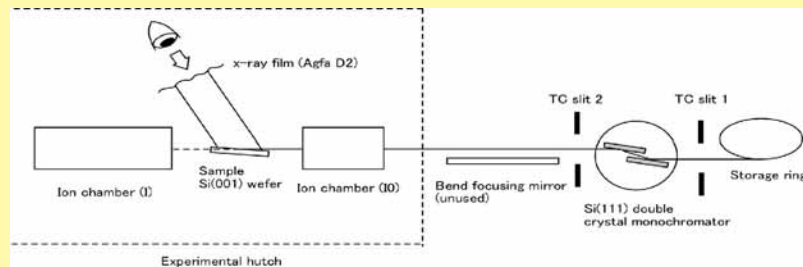 x-ray film (Agfa D2)
TC slit 2
TC slit 1
Ion chamber (I)
Sample
Si(001) wefer
Ion chamber (I0)
Bend focusing mirror
(unused)
Storage ring
Si(111) double
crystal monochromator
Experimental hutch